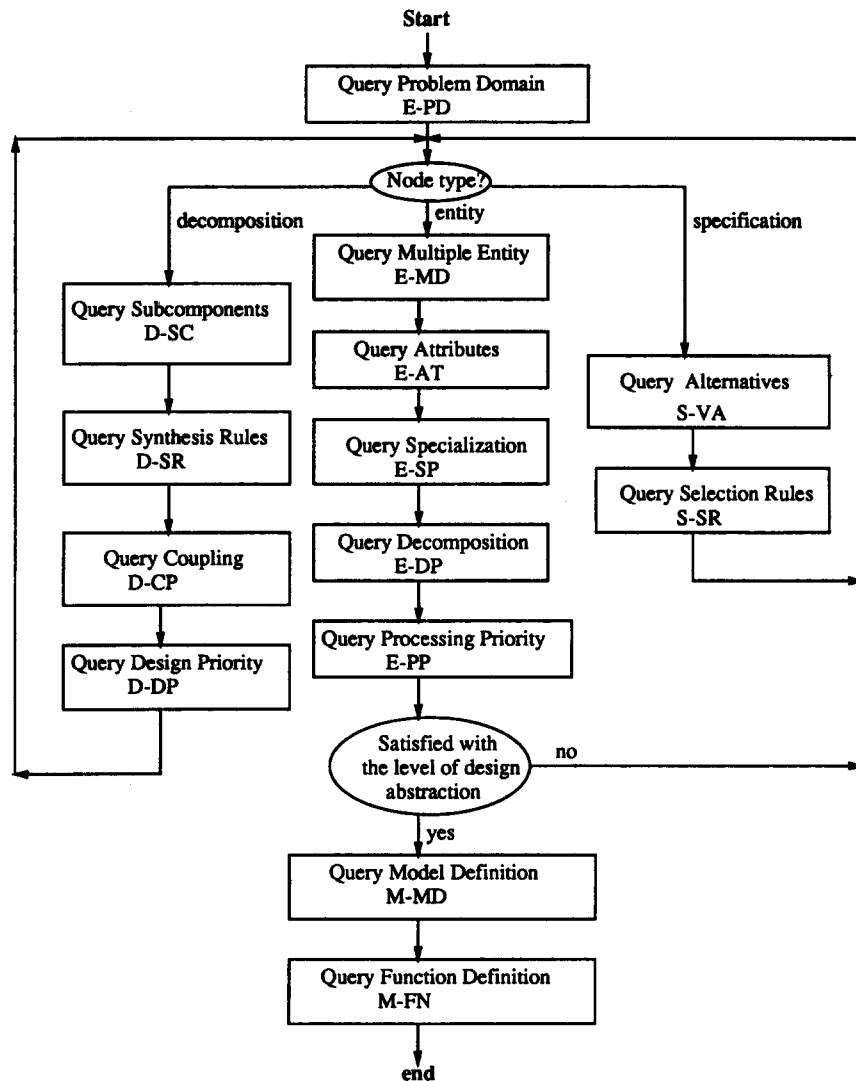 Start
Query Problem Domain
E-PD
Node type?
decomposition
entity
specification
Query Subcomponents
D-SC
Query Synthesis Rules
D-SR
Query Coupling
D-CP
Query Design Priority
D-DP
Query Multiple Entity
E-MD
Query Attributes
E-AT
Query Specialization
E-SP
Query Decomposition
E-DP
Query Processing Priority
E-PP
Query Alternatives
S-VA
Query Selection Rules
S-SR
Satisfied with
the level of design
abstraction
no
yes
Query Model Definition
M-MD
Query Function Definition
M-FN
end